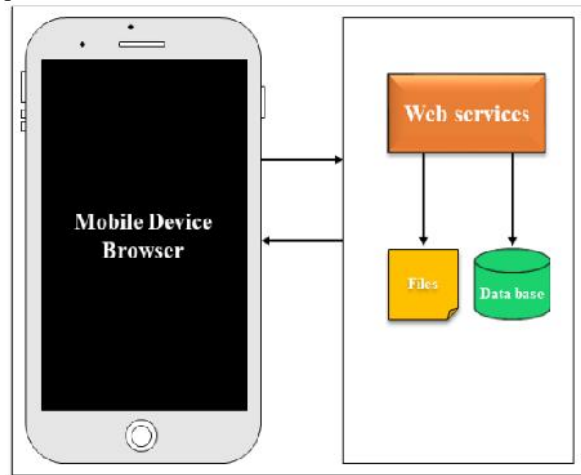 Mobile Device
Browser
Web services
Files
Data base